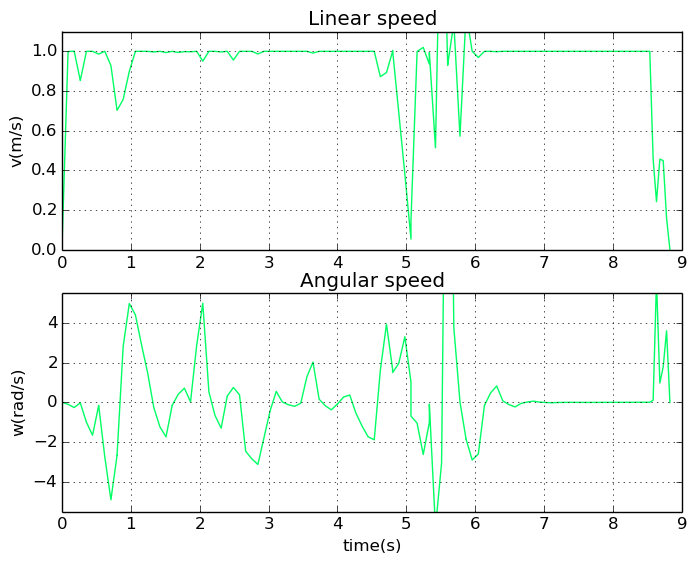 Linear speed
1.0
0.8
0.6
0.4
0.2
0.0
v(m/s)
0 1 2 3 4 5 6 7 8 9
Angular speed
4
2
0
−2
−4
w(rad/s)
0 1 2 3 4 5 6 7 8 9
time(s)